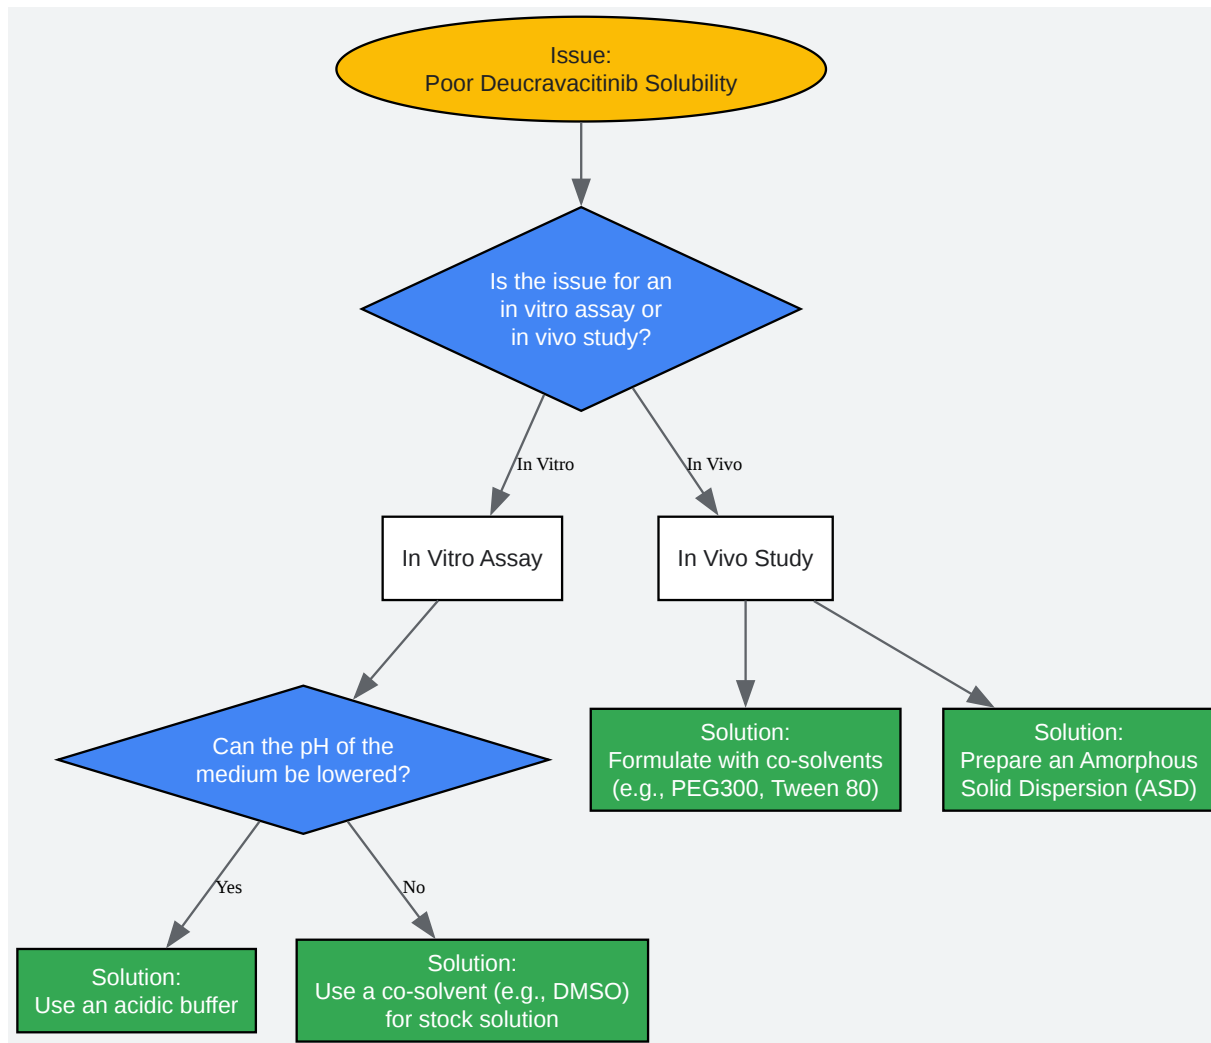 Issue:
Poor Deucravacitinib Solubility
Is the issue for an
in vitro assay or
in vivo study?
In Vitro
In Vivo
In Vitro Assay
In Vivo Study
Can the pH of the
medium be lowered?
Solution:
Formulate with co-solvents
(e.g., PEG300, Tween 80)
Solution:
Prepare an Amorphous
Solid Dispersion (ASD)
Yes
No
Solution:
Use an acidic buffer
Solution:
Use a co-solvent (e.g., DMSO)
for stock solution